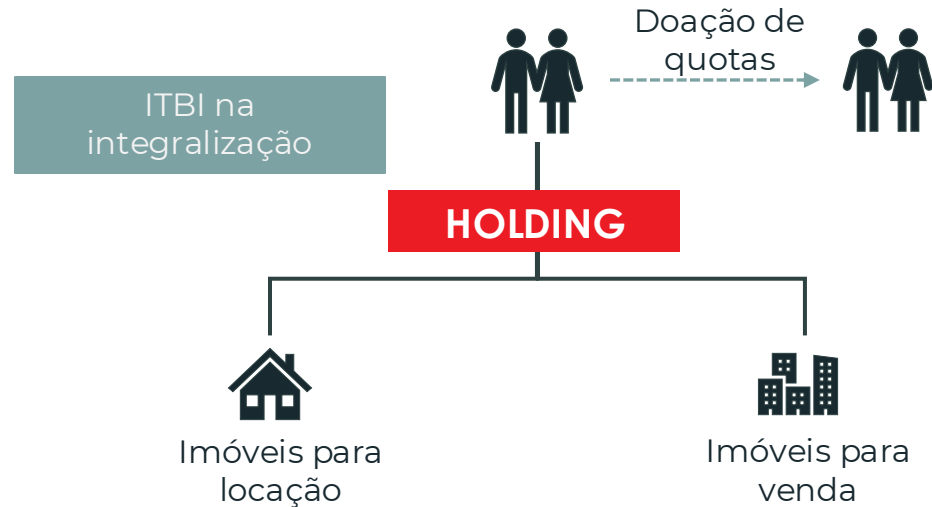 Doação de
quotas
ITBI na
integralização
HOLDING
Imóveis para
locação
Imóveis para
venda